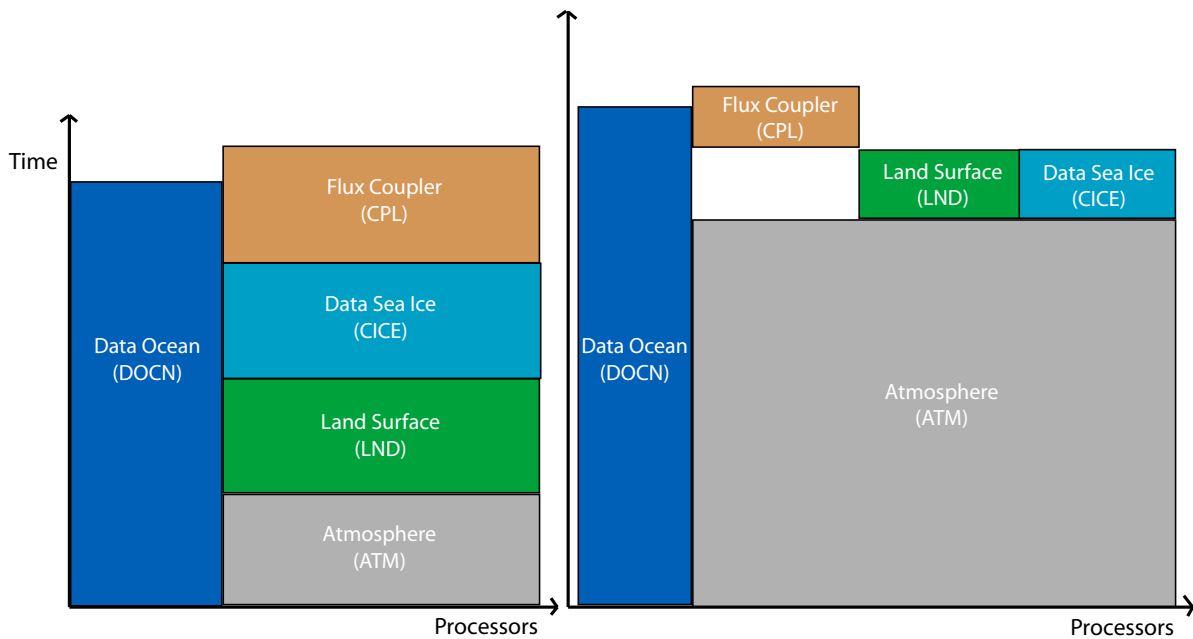 Time
Flux Coupler
(CPL)
Data Sea Ice
(CICE)
Data Ocean
(DOCN)
Land Surface
(LND)
Atmosphere
(ATM)
Processors
Flux Coupler
(CPL)
Land Surface
(LND)
Data Sea Ice
(CICE)
Data Ocean
(DOCN)
Atmosphere
(ATM)
Processors